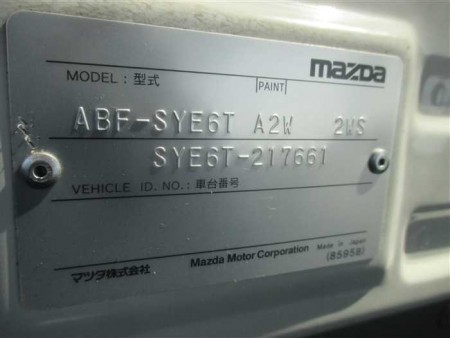 mazda
MODEL : 型式 PAINT
ABF-SYE6T A2W 2WS
SYE6T-217661
VEHICLE ID. NO. : 車台番号
マツダ株式会社 Mazda Motor Corporation Made in Japan
(8595B)